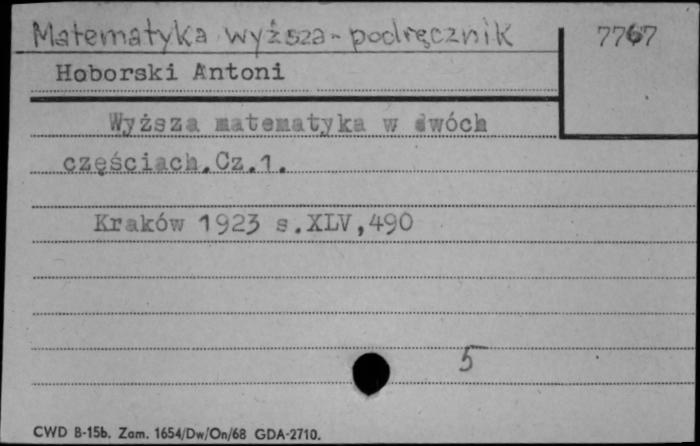 Matematyka wyższa - podręcznik
7767
Hoborski Antoni
Wyższa matematyka w dwóch
częściach.Cz.1.
Kraków 1923 s.XLV,490
5
CWD B-15b. Zam. 1654/Dw/On/68 GDA-2710.